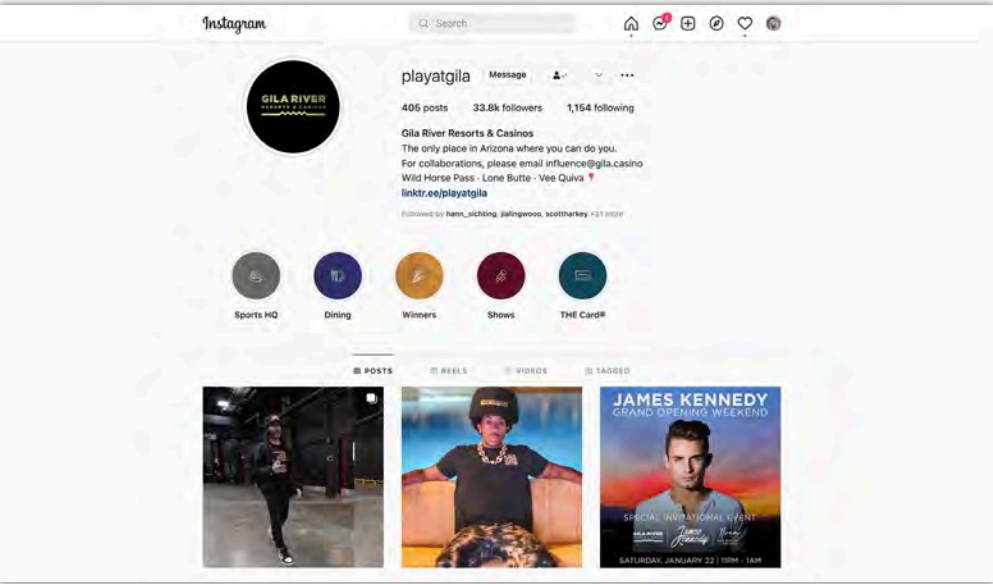 Instagram
Search
playatgila Message
405 posts 33.8k followers 1,154 following
Gila River Resorts & Casinos
The only place in Arizona where you can do you.
For collaborations, please email influence@gila.casino
Wild Horse Pass - Lone Butte - Vee Quiva
linktr.ee/playatgila
Followed by hann_sichting, jialingwooo, scottharkey +31 more
GILA RIVER
RESORTS & CASINOS
Sports HQ Dining Winners Shows THE Card®
POSTS REELS VIDEOS TAGGED
JAMES KENNEDY
GRAND OPENING WEEKEND
SPECIAL INVITATIONAL EVENT
GILA RIVER James Kennedy
SATURDAY, JANUARY 22 | 11PM - 1AM